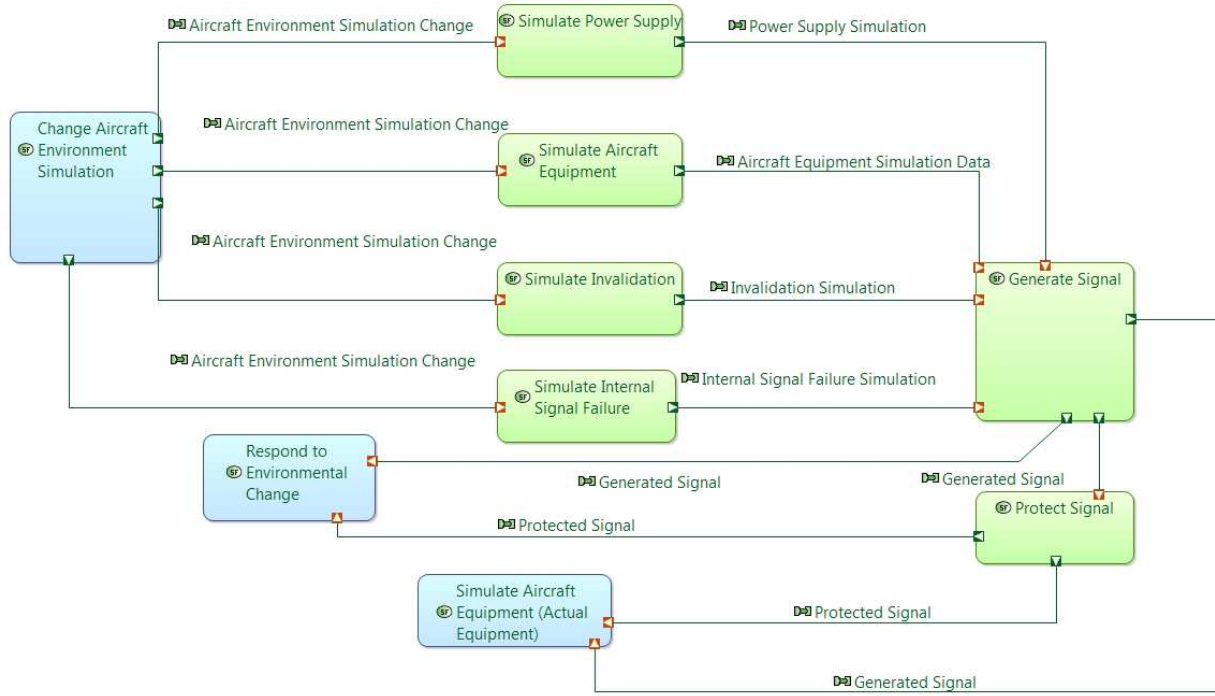 Aircraft Environment Simulation Change
Simulate Power Supply
Power Supply Simulation
Change Aircraft
Environment
Simulation
Aircraft Environment Simulation Change
Simulate Aircraft
Equipment
Aircraft Equipment Simulation Data
Aircraft Environment Simulation Change
Simulate Invalidation
Invalidation Simulation
Generate Signal
Aircraft Environment Simulation Change
Simulate Internal
Signal Failure
Internal Signal Failure Simulation
Respond to
Environmental
Change
Generated Signal
Generated Signal
Protected Signal
Protect Signal
Simulate Aircraft
Equipment (Actual
Equipment)
Protected Signal
Generated Signal